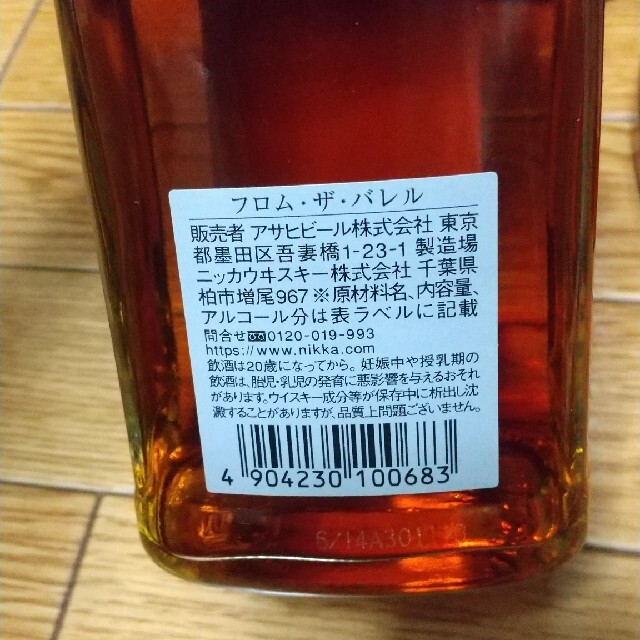 フロム・ザ・バレル
販売者 アサヒビール株式会社 東京
都墨田区吾妻橋1-23-1 製造場
ニッカウヰスキー株式会社 千葉県
柏市増尾967 ※原材料名、内容量、
アルコール分は表ラベルに記載
問合せ 0120-019-993
https://www.nikka.com
飲酒は20歳になってから。妊娠中や授乳期の
飲酒は、胎児・乳児の発育に悪影響を与えるおそれ
があります。ウイスキー成分等が保存中に析出し沈
澱することがありますが、品質上問題ございません。
4 904230 100683